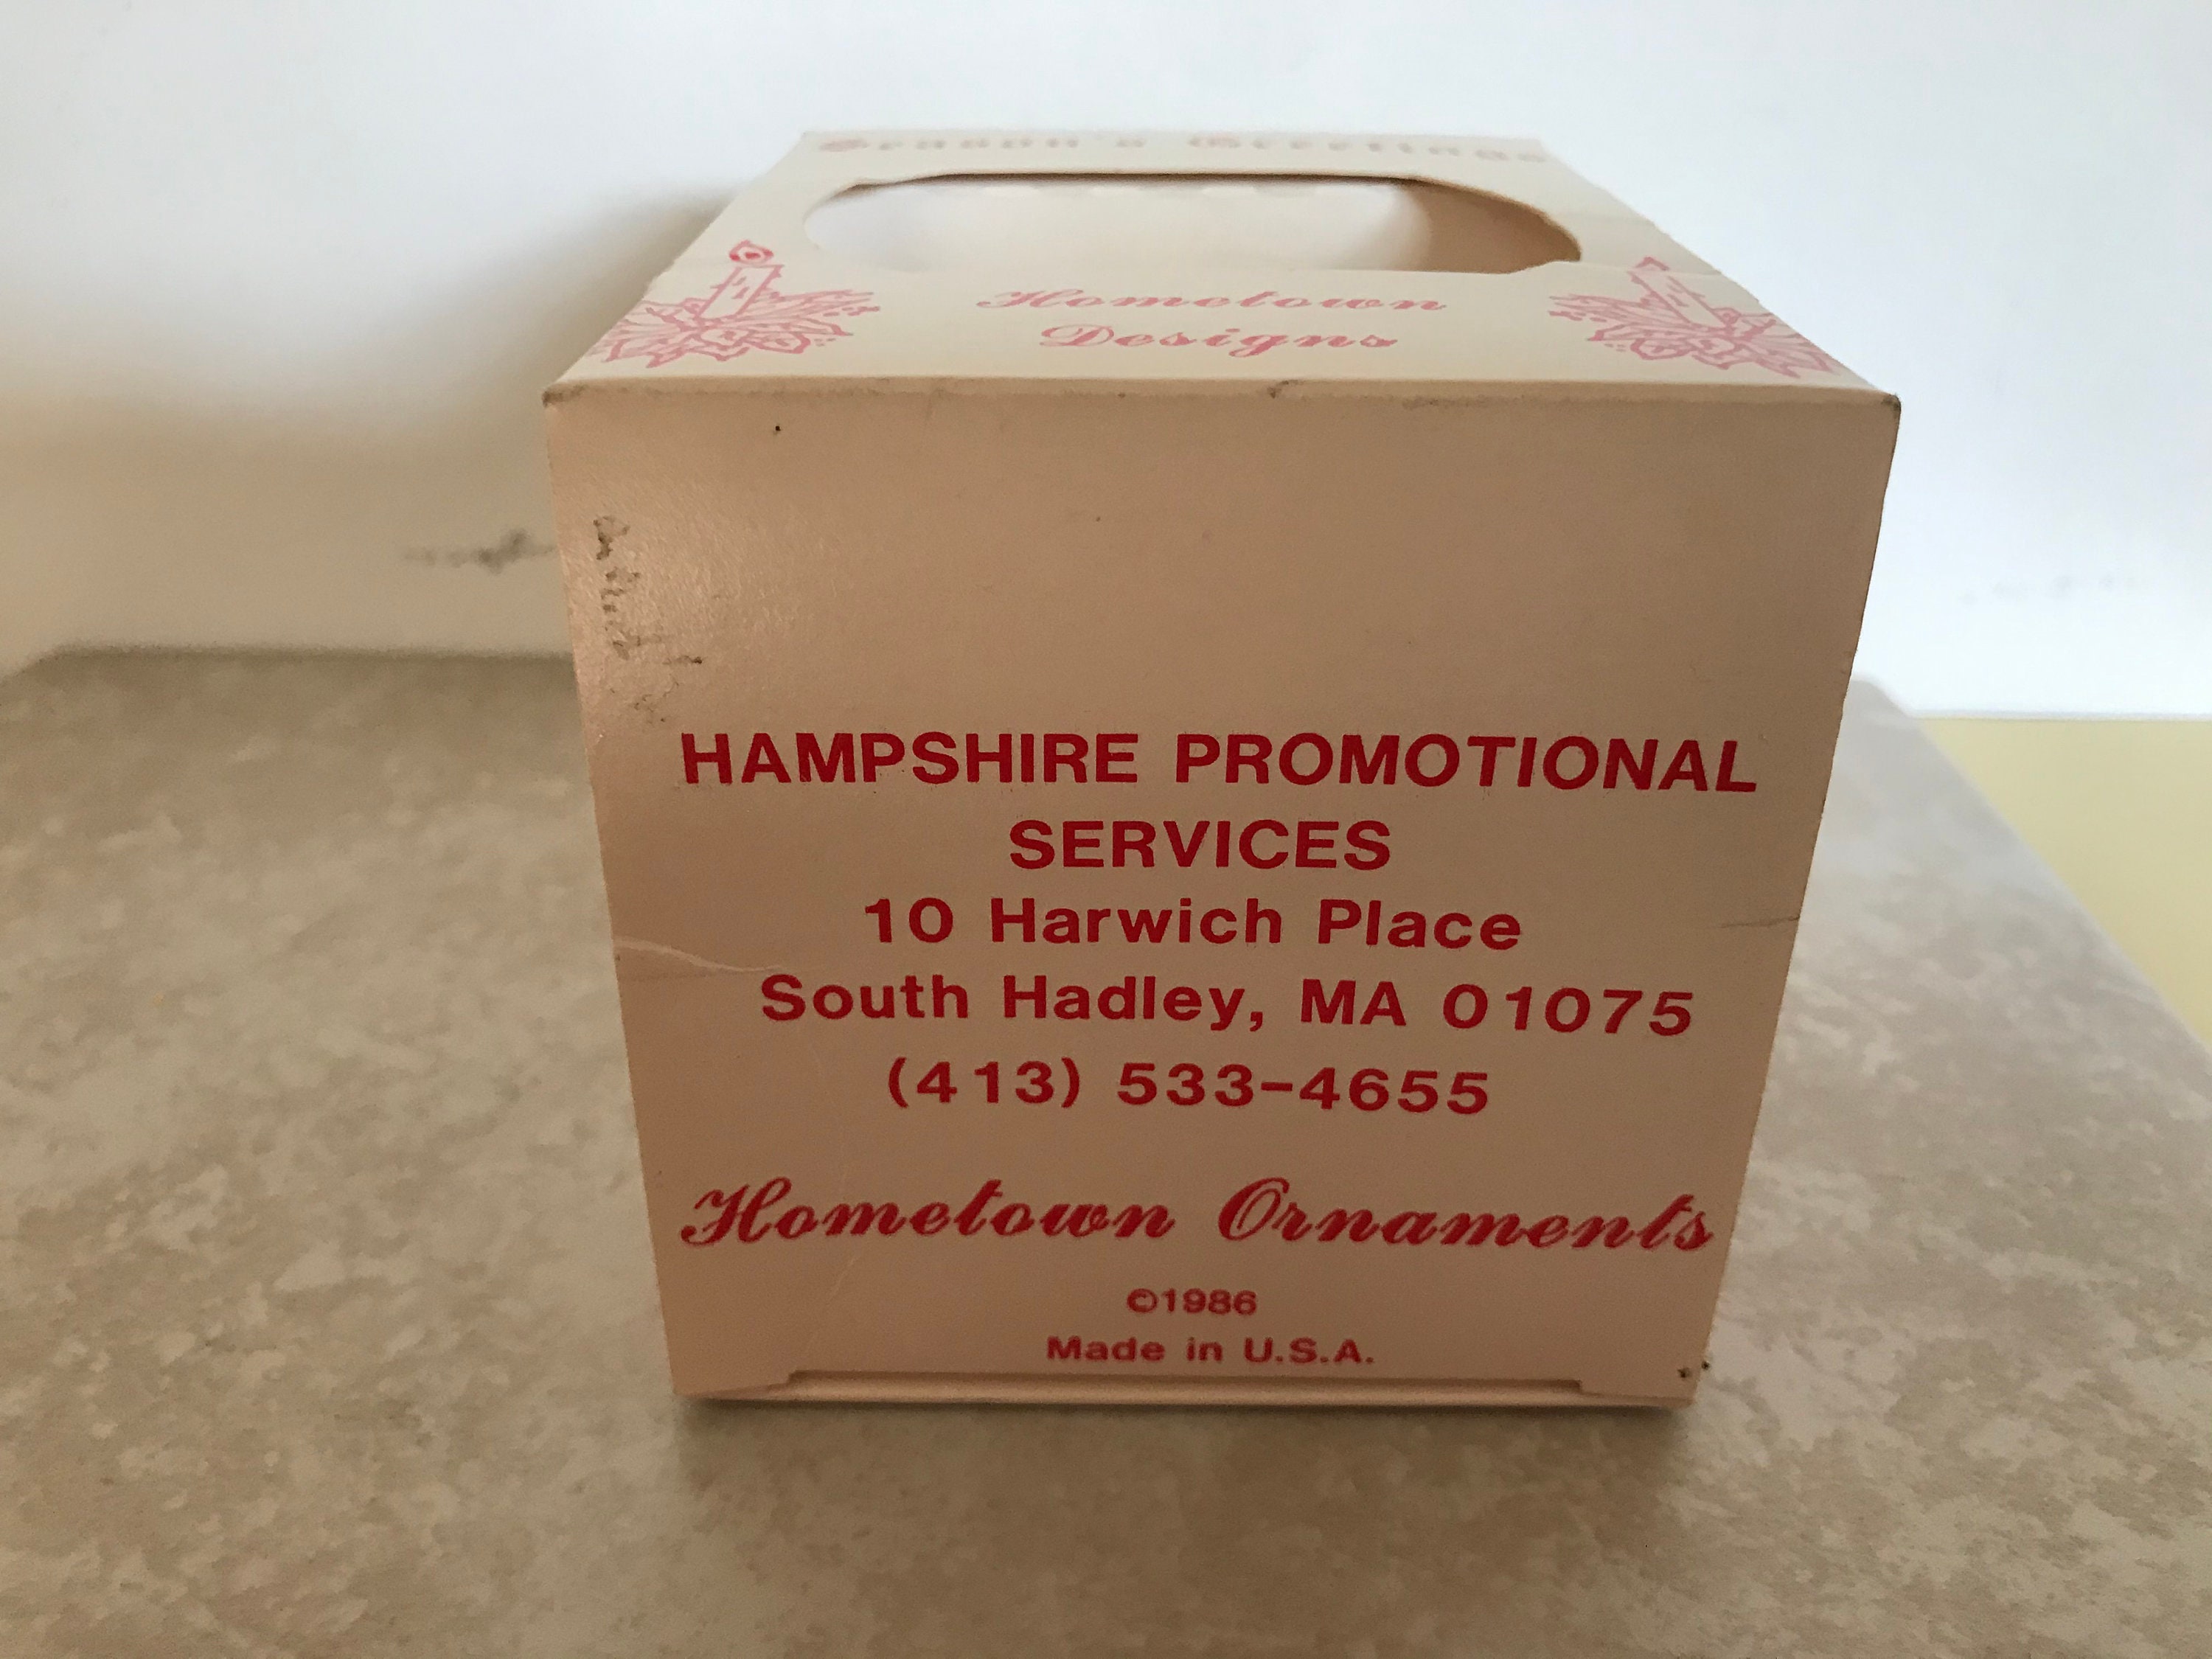 Season's Greetings
Hometown
Designs
HAMPSHIRE PROMOTIONAL
SERVICES
10 Harwich Place
South Hadley, MA 01075
(413) 533-4655
Hometown Ornaments
©1986
Made in U.S.A.